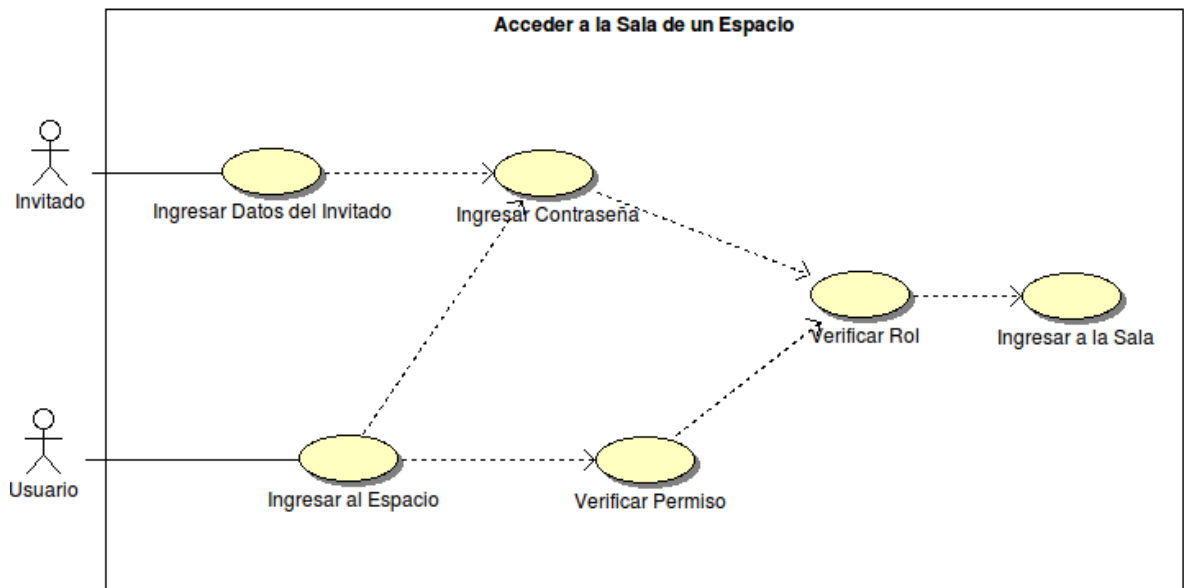 Acceder a la Sala de un Espacio
Invitado
Ingresar Datos del Invitado
Ingresar Contraseña
Verificar Rol
Ingresar a la Sala
Usuario
Ingresar al Espacio
Verificar Permiso